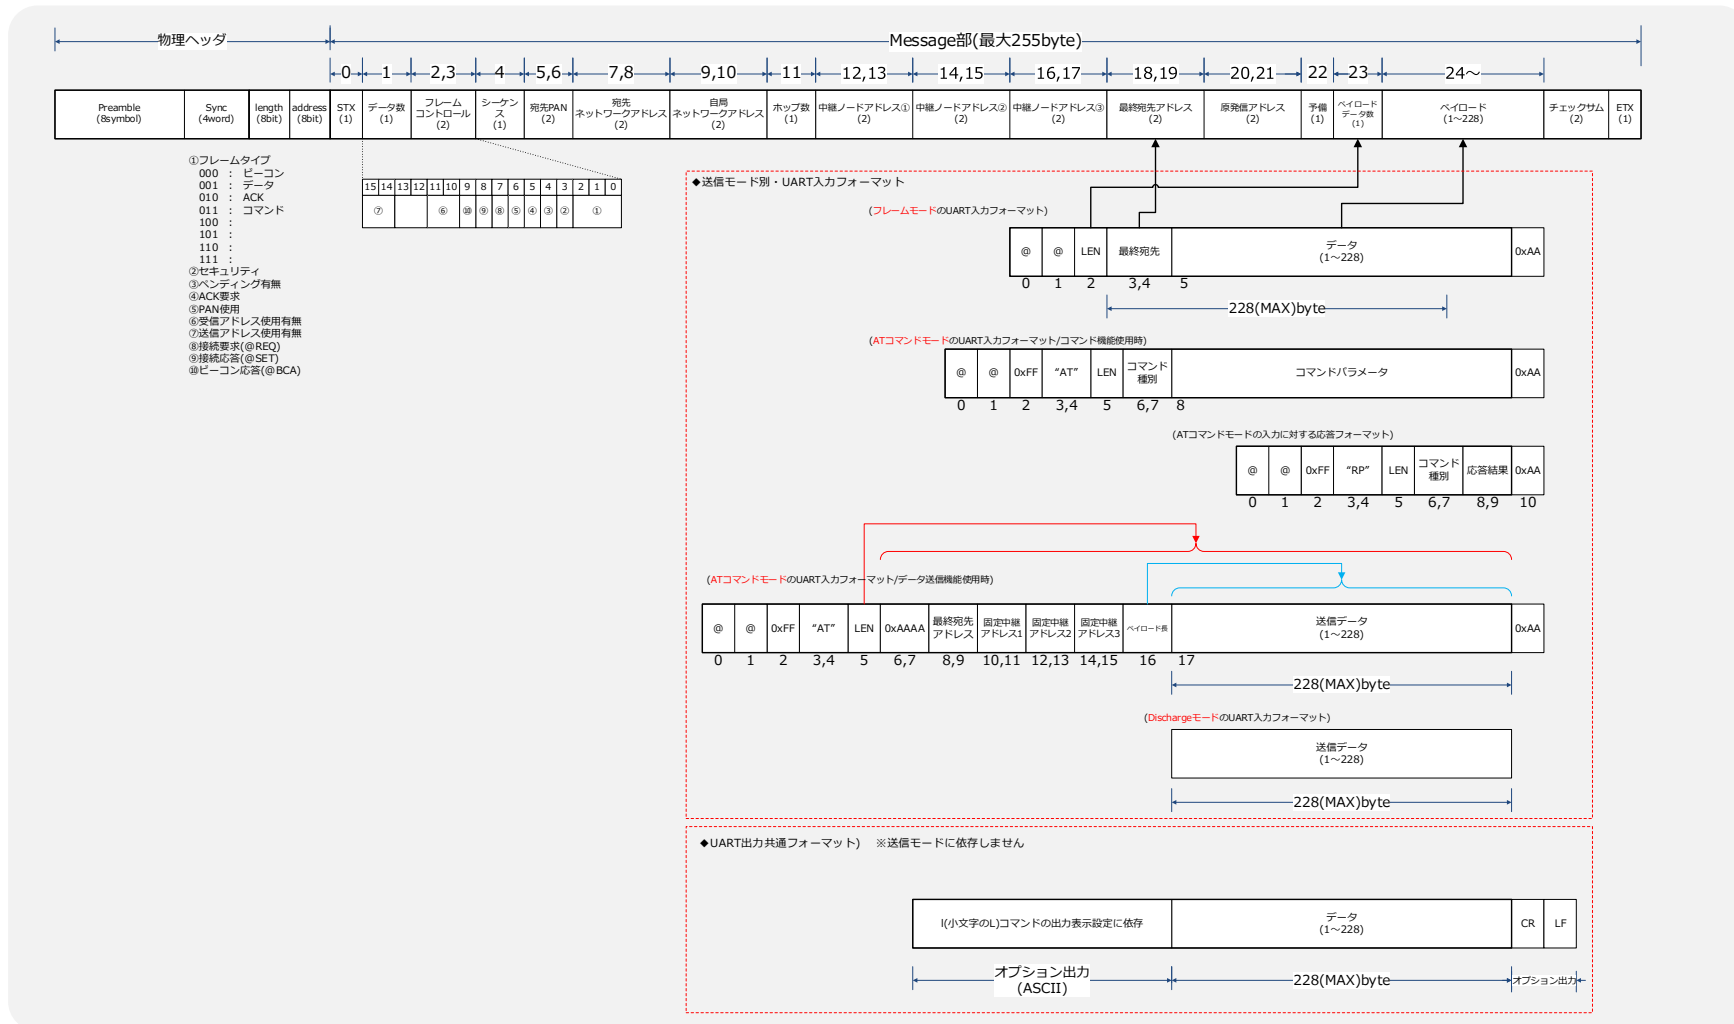 物理ヘッダ
Message部(最大255byte)
0 1 2,3 4 5,6 7,8 9,10 11 12,13 14,15 16,17 18,19 20,21 22 23 24～
Preamble
(8symbol)
Sync
(4word)
length
(8bit)
address
(8bit)
STX
(1)
データ数
(1)
フレーム
コントロール
(2)
シーケン
ス
(1)
宛先PAN
(2)
宛先
ネットワークアドレス
(2)
自局
ネットワークアドレス
(2)
ホップ数
(1)
中継ノードアドレス①
(2)
中継ノードアドレス②
(2)
中継ノードアドレス③
(2)
最終宛先アドレス
(2)
原発信アドレス
(2)
予備
(1)
ペイロード
データ数
(1)
ペイロード
(1～228)
チェックサム
(2)
ETX
(1)
①フレームタイプ
000 : ビーコン
001 : データ
010 : ACK
011 : コマンド
100 :
101 :
110 :
111 :
②セキュリティ
③ペンディング有無
④ACK要求
⑤PAN使用
⑥受信アドレス使用有無
⑦送信アドレス使用有無
⑧接続要求(@REQ)
⑨接続応答(@SET)
⑩ビーコン応答(@BCA)
15 14 13 12 11 10 9 8 7 6 5 4 3 2 1 0
⑦ ⑥ ⑩ ⑨ ⑧ ⑤ ④ ③ ② ①
◆送信モード別・UART入力フォーマット
(フレームモードのUART入力フォーマット)
@ @ LEN 最終宛先
データ
(1～228)
0xAA
0 1 2 3,4 5
228(MAX)byte
(ATコマンドモードのUART入力フォーマット/コマンド機能使用時)
@ @ 0xFF “AT” LEN
コマンド
種別
コマンドパラメータ
0xAA
0 1 2 3,4 5 6,7 8
(ATコマンドモードの入力に対する応答フォーマット)
@ @ 0xFF “RP” LEN
コマンド
種別
応答結果
0xAA
0 1 2 3,4 5 6,7 8,9 10
(ATコマンドモードのUART入力フォーマット/データ送信機能使用時)
@ @ 0xFF “AT” LEN 0xAAAA
最終宛先
アドレス
固定中継
アドレス1
固定中継
アドレス2
固定中継
アドレス3
ペイロード長
送信データ
(1～228)
0xAA
0 1 2 3,4 5 6,7 8,9 10,11 12,13 14,15 16 17
228(MAX)byte
(DischargeモードのUART入力フォーマット)
送信データ
(1～228)
228(MAX)byte
◆UART出力共通フォーマット) ※送信モードに依存しません
l(小文字のL)コマンドの出力表示設定に依存
データ
(1～228)
CR LF
オプション出力
(ASCII)
228(MAX)byte
オプション出力